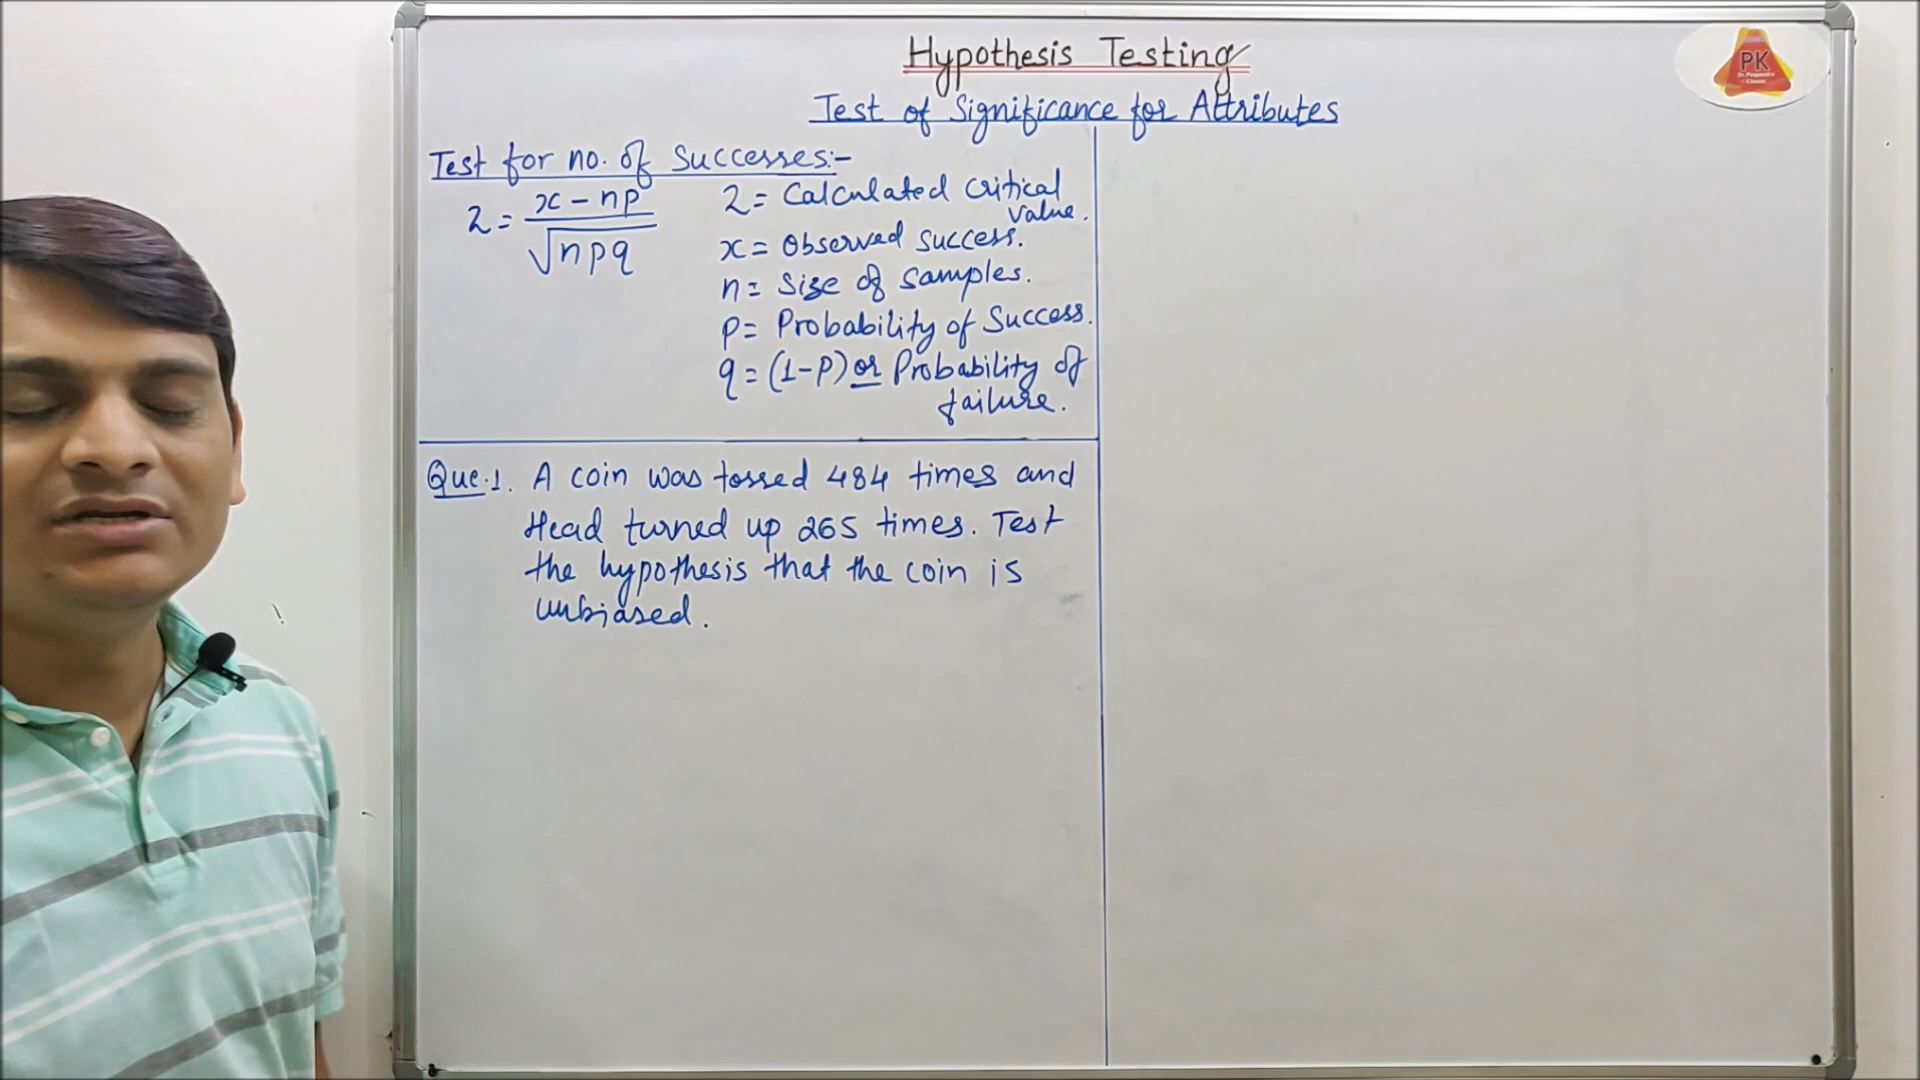 Hypothesis Testing
Test of Significance for Attributes
PK
Test for no. of Successes:-
Z = x - np / √npq
Z = Calculated Critical Value.
x = Observed Success.
n = Size of Samples.
p = Probability of Success.
q = (1-P) or Probability of failure.
Que.1. A coin was tossed 484 times and
Head turned up 265 times. Test
the hypothesis that the coin is
unbiased.